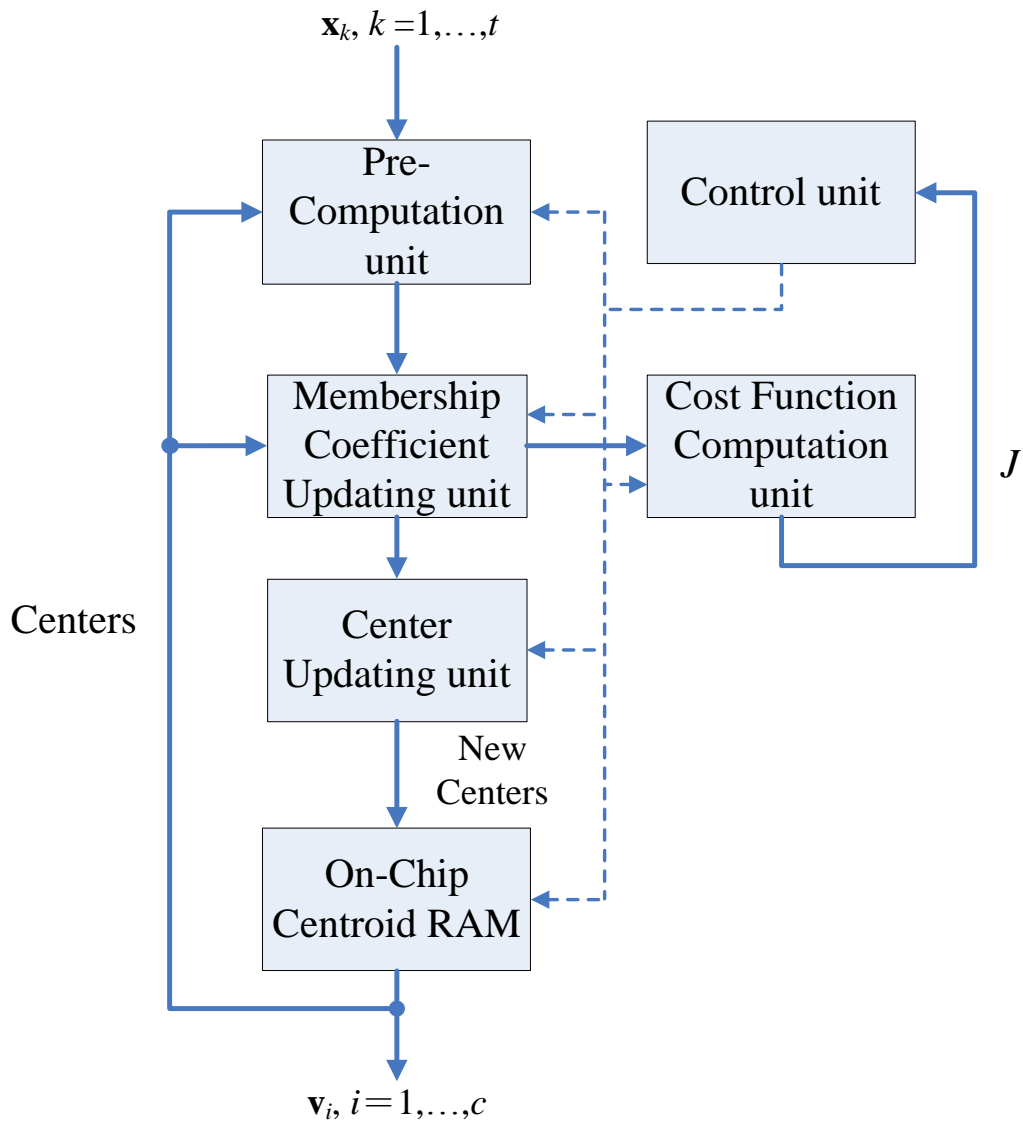 xₖ, k =1,…,t
Pre-
Computation
unit
Control unit
Membership
Coefficient
Updating unit
Cost Function
Computation
unit
J
Centers
Center
Updating unit
New
Centers
On-Chip
Centroid RAM
vᵢ, i＝1,…,c